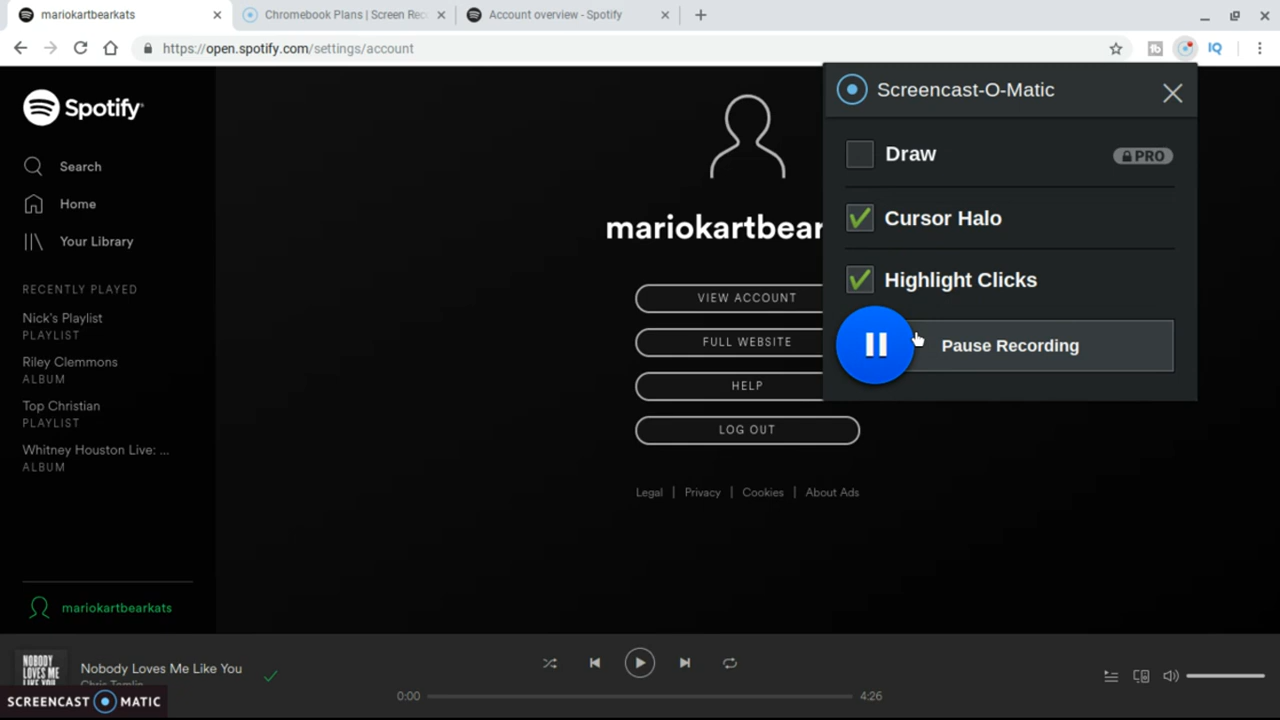 mariokartbearkats
Chromebook Plans | Screen Rec
Account overview - Spotify
https://open.spotify.com/settings/account
tb
IQ
Spotify
Search
Home
Your Library
RECENTLY PLAYED
Nick's Playlist
PLAYLIST
Riley Clemmons
ALBUM
Top Christian
PLAYLIST
Whitney Houston Live: ...
ALBUM
mariokartbearkats
mariokartbear
VIEW ACCOUNT
FULL WEBSITE
HELP
LOG OUT
Legal | Privacy | Cookies | About Ads
Screencast-O-Matic
Draw
PRO
Cursor Halo
Highlight Clicks
Pause Recording
NOBODY
LOVES ME
LIKE YOU
Nobody Loves Me Like You
Chris Tomlin
0:00
4:26
SCREENCAST MATIC